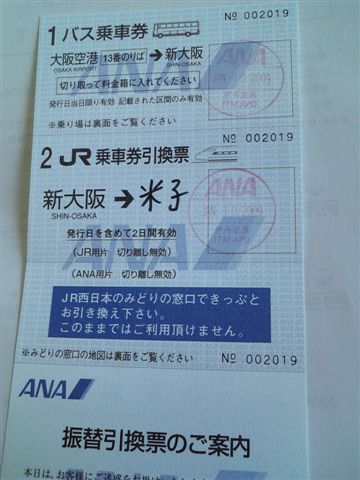 № 002019
1 バス乗車券
大阪空港 13番のりば → 新大阪
OSAKA AIRPORT SHIN-OSAKA
切り取って料金箱に入れてください
発行日当日限り有効 記載された区間のみ有効
※乗り場は裏面をご覧ください
ANA
№ 002019
2 JR 乗車券引換票
新大阪 → 米子
SHIN-OSAKA
ANA
発行日を含めて2日間有効
(JR用片 切り離し無効)
(ANA用片 切り離し無効)
JR西日本のみどりの窓口できっぷと
お引き換え下さい。
このままではご利用頂けません。
※みどりの窓口の地図は裏面をご覧ください № 002019
ANA
振替引換票のご案内